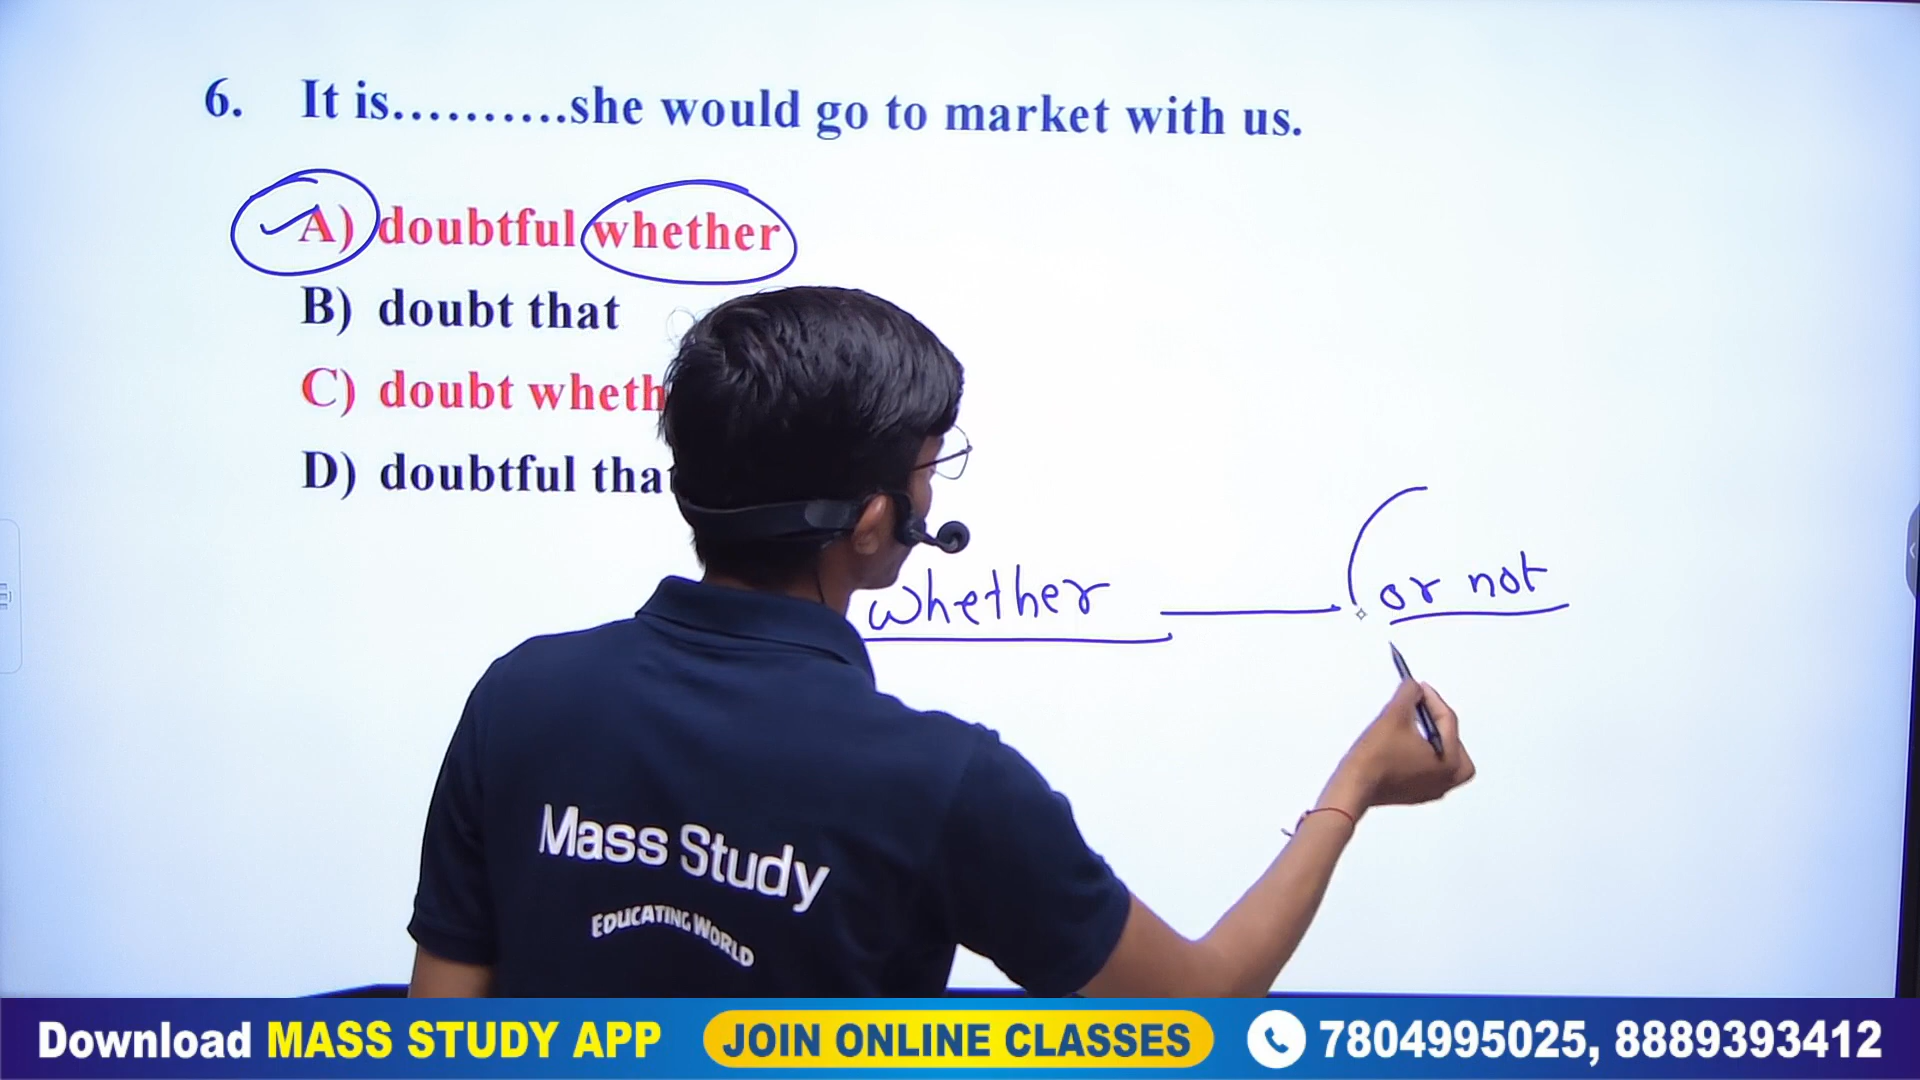 6. It is..........she would go to market with us.
A) doubtful whether
B) doubt that
C) doubt wheth
D) doubtful that
whether ——— (or not
Mass Study
EDUCATING WORLD
Download MASS STUDY APP JOIN ONLINE CLASSES 7804995025, 8889393412